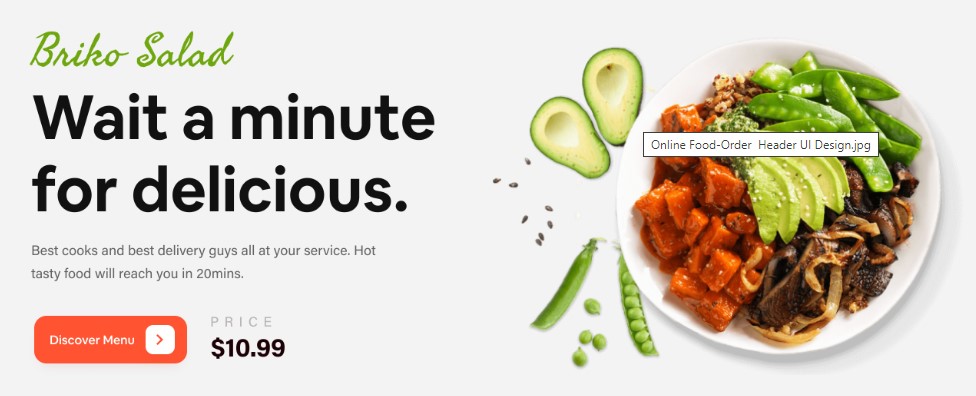 Briko Salad
Wait a minute
for delicious.
Best cooks and best delivery guys all at your service. Hot
tasty food will reach you in 20mins.
Discover Menu
PRICE
$10.99
Online Food-Order  Header UI Design.jpg